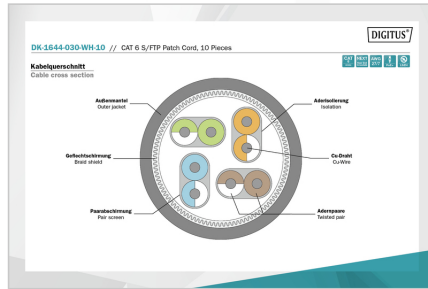 DIGITUS®
DK-1644-030-WH-10 // CAT 6 S/FTP Patch Cord, 10 Pieces
Kabelquerschnitt
Cable cross section
Außenmantel
Outer jacket
Aderisolierung
Isolation
Geflechtschirmung
Braid shield
Cu-Draht
Cu-Wire
Paarabschirmung
Pair screen
Adernpaare
Twisted pair